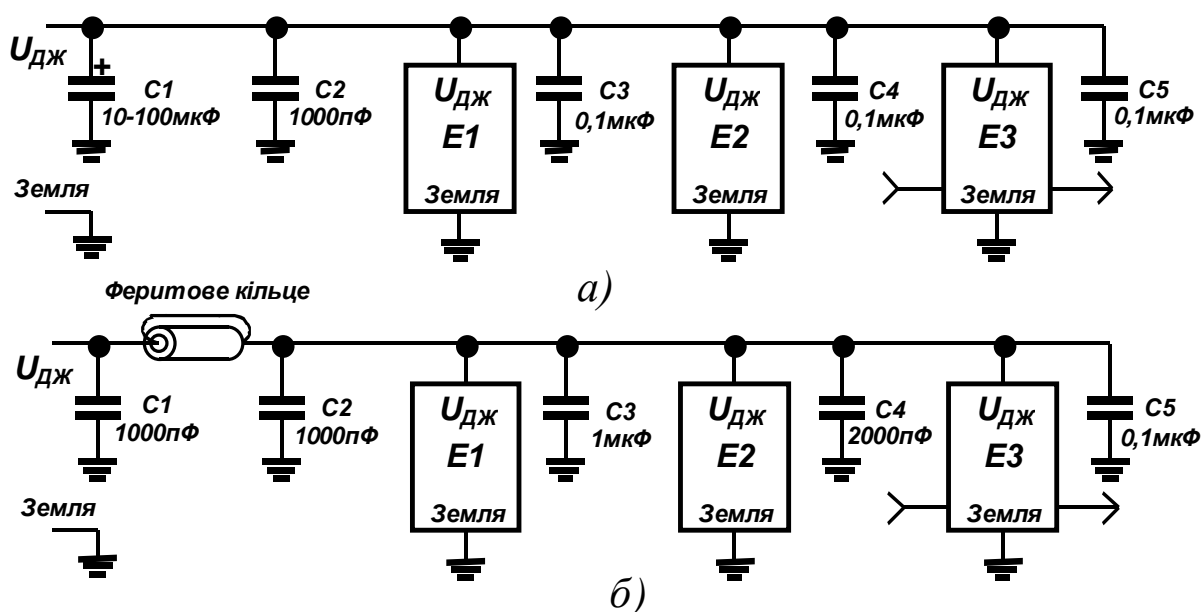 UДЖ
+
C1
10-100мкФ
C2
1000пФ
UДЖ
E1
Земля
C3
0,1мкФ
UДЖ
E2
Земля
C4
0,1мкФ
UДЖ
E3
Земля
C5
0,1мкФ
Земля
а)
Феритове кільце
UДЖ
C1
1000пФ
C2
1000пФ
UДЖ
E1
Земля
C3
1мкФ
UДЖ
E2
Земля
C4
2000пФ
UДЖ
E3
Земля
C5
0,1мкФ
Земля
б)